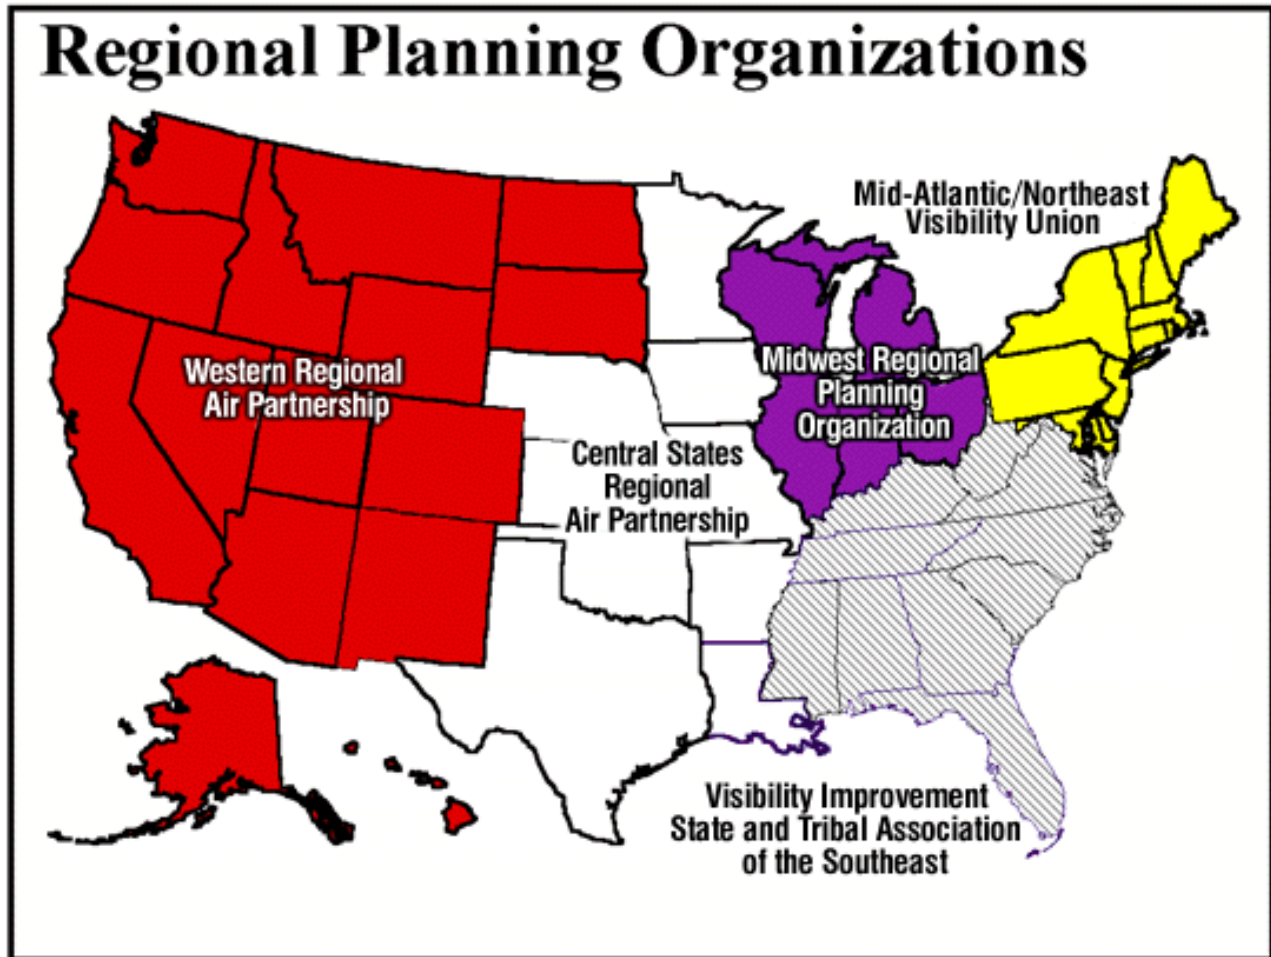 Regional Planning Organizations
Mid-Atlantic/Northeast
Visibility Union
Western Regional
Air Partnership
Midwest Regional
Planning
Organization
Central States
Regional
Air Partnership
Visibility Improvement
State and Tribal Association
of the Southeast